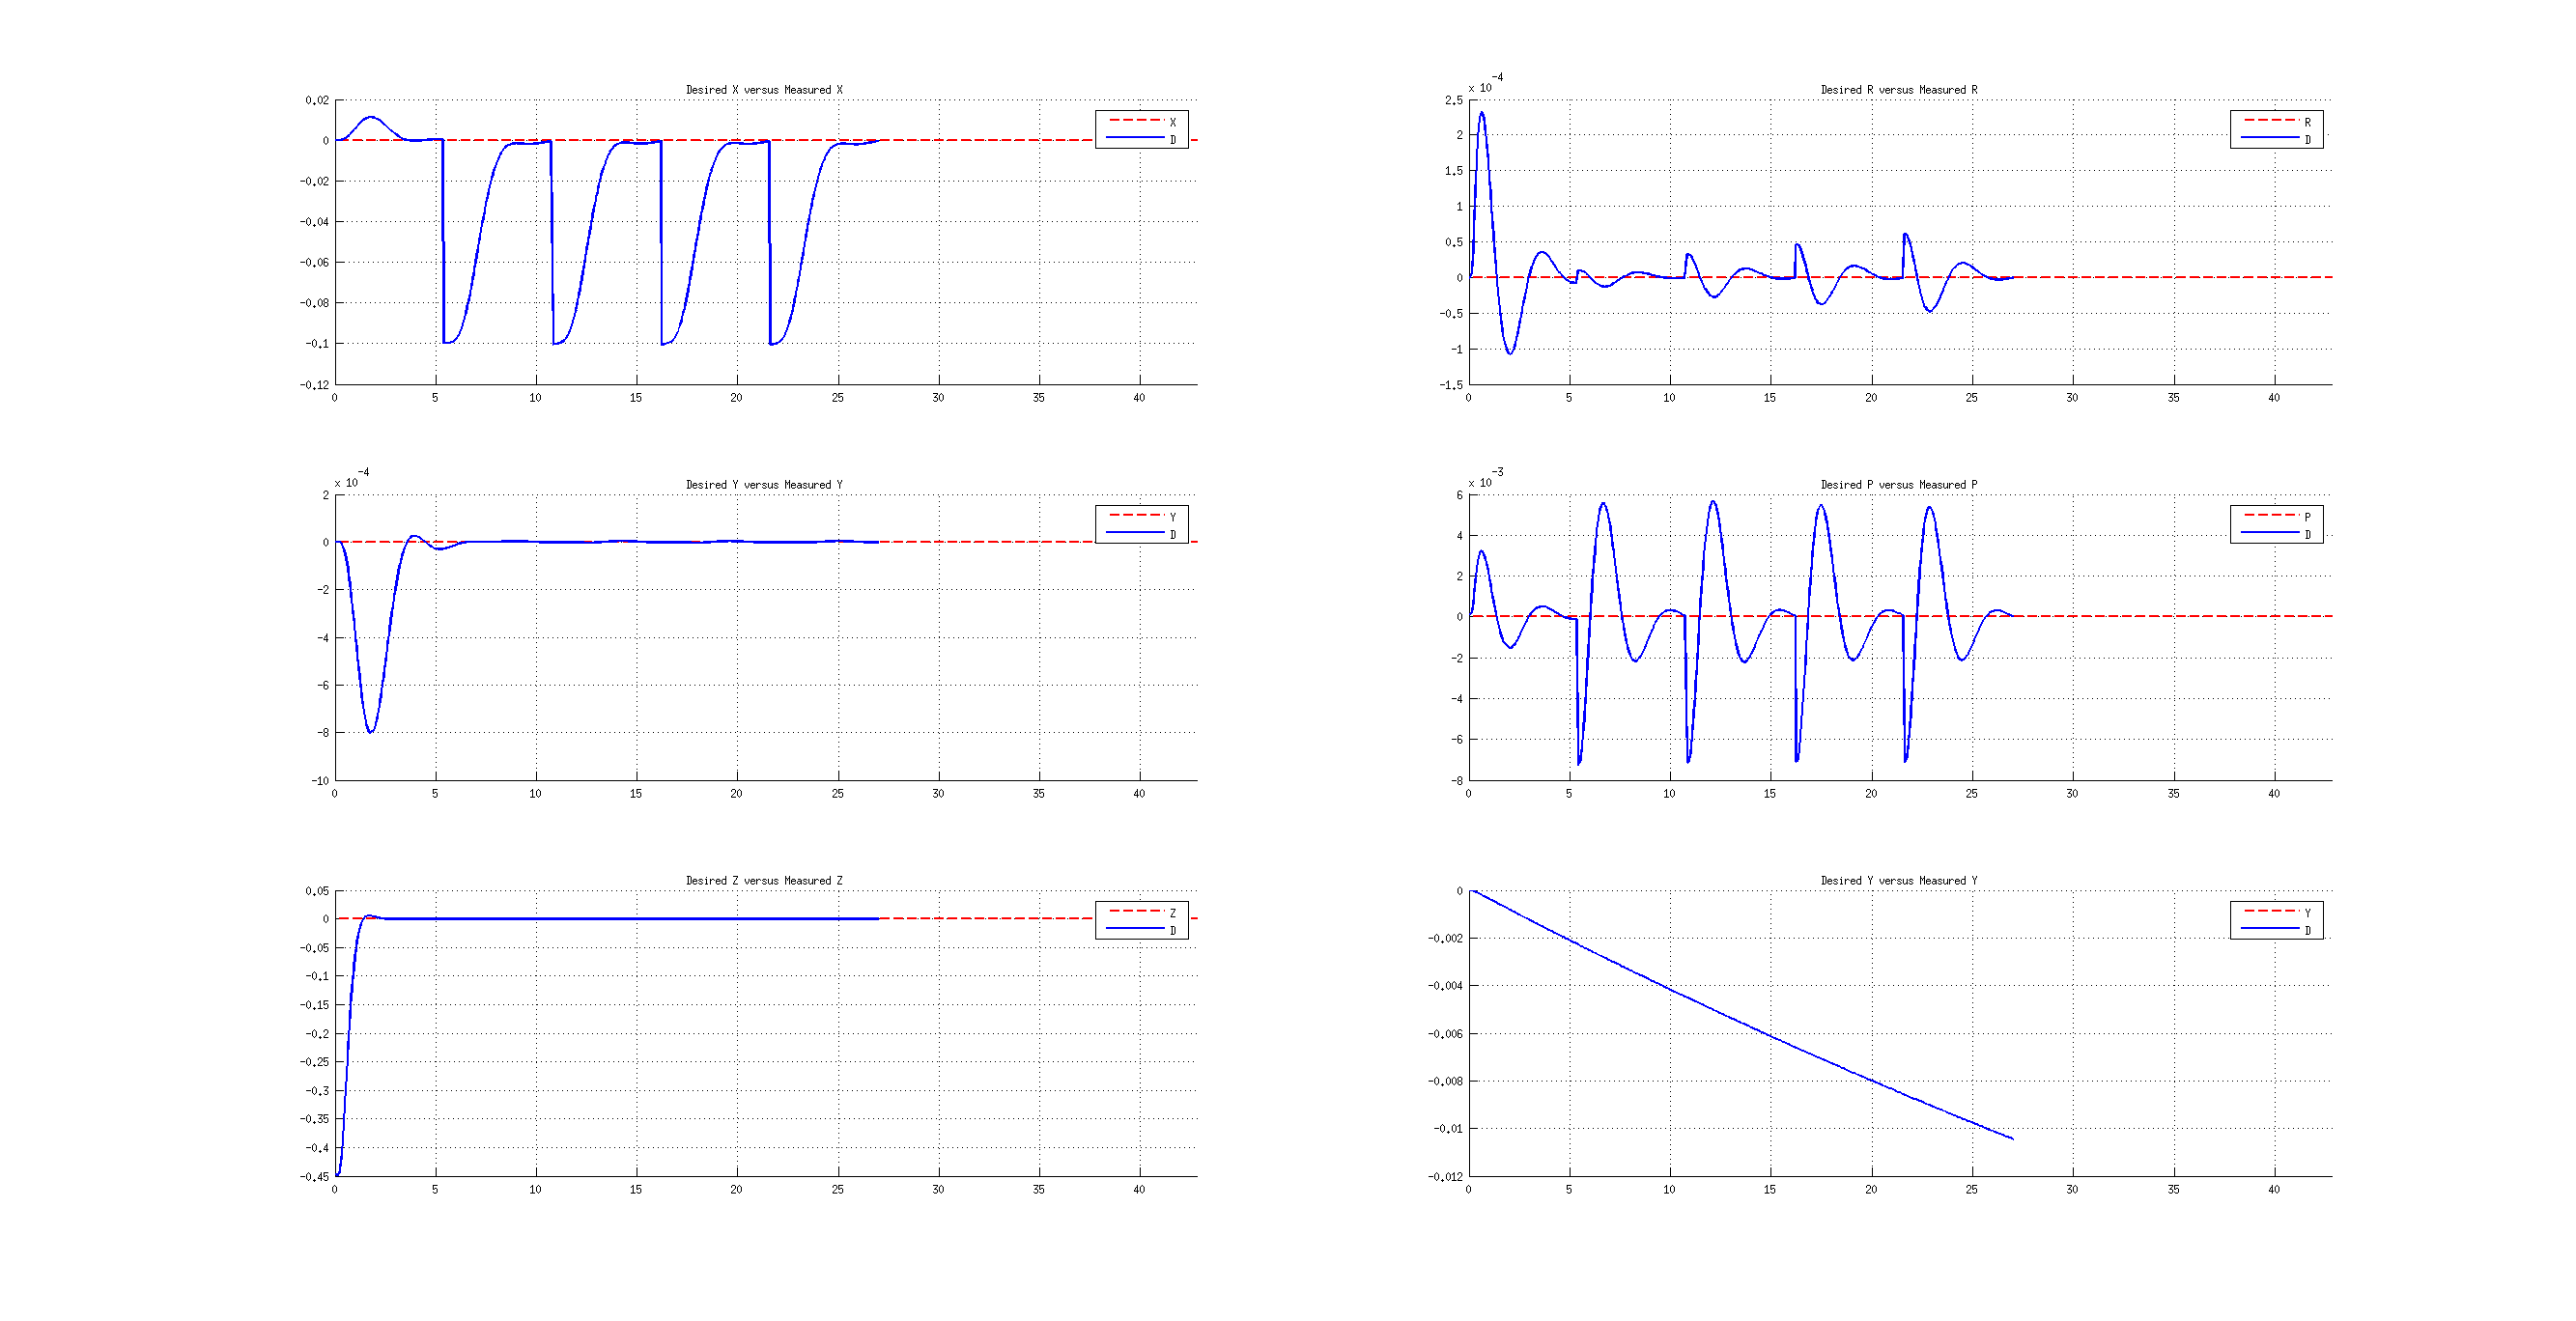 Desired X versus Measured X
0.02
0
-0.02
-0.04
-0.06
-0.08
-0.1
-0.12
0 5 10 15 20 25 30 35 40
X
D
Desired R versus Measured R
x 10 -4
2.5
2
1.5
1
0.5
0
-0.5
-1
-1.5
0 5 10 15 20 25 30 35 40
R
D
Desired Y versus Measured Y
x 10 -4
2
0
-2
-4
-6
-8
-10
0 5 10 15 20 25 30 35 40
Y
D
Desired P versus Measured P
x 10 -3
6
4
2
0
-2
-4
-6
-8
0 5 10 15 20 25 30 35 40
P
D
Desired Z versus Measured Z
0.05
0
-0.05
-0.1
-0.15
-0.2
-0.25
-0.3
-0.35
-0.4
-0.45
0 5 10 15 20 25 30 35 40
Z
D
Desired Y versus Measured Y
0
-0.002
-0.004
-0.006
-0.008
-0.01
-0.012
0 5 10 15 20 25 30 35 40
Y
D